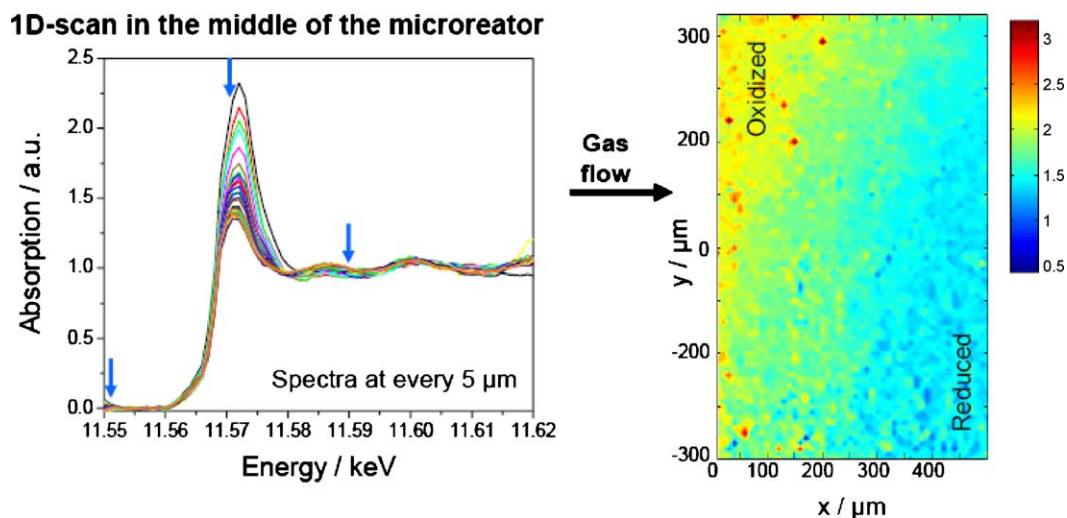 1D-scan in the middle of the microreator
2.5
2.0
1.5
1.0
0.5
0.0
Absorption / a.u.
Spectra at every 5 µm
11.55 11.56 11.57 11.58 11.59 11.60 11.61 11.62
Energy / keV
Gas
flow
300
200
100
0
-100
-200
-300
y / µm
Oxidized
Reduced
0 100 200 300 400
x / µm
3
2.5
2
1.5
1
0.5